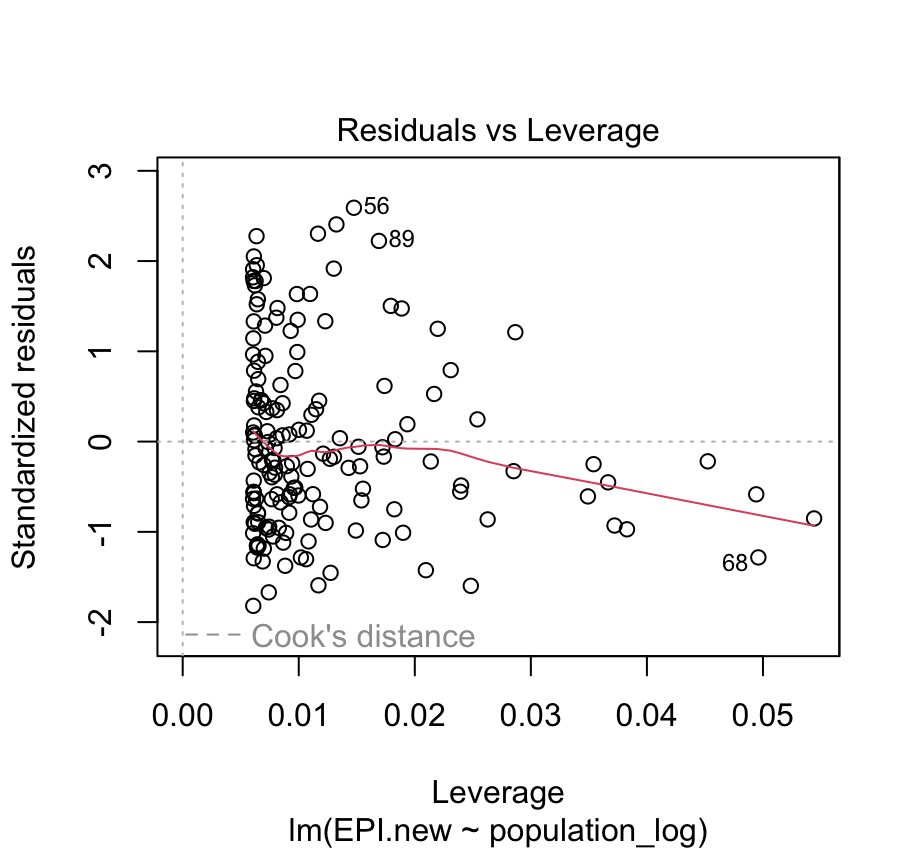 Residuals vs Leverage
Standardized residuals
3
2
1
0
-1
-2
56
89
68
Cook's distance
0.00 0.01 0.02 0.03 0.04 0.05
Leverage
lm(EPI.new ~ population_log)